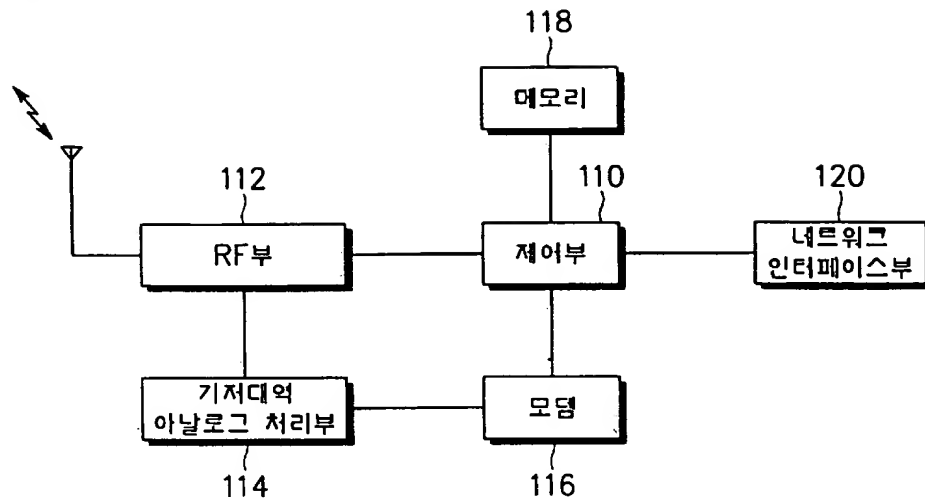 118
메모리
112
110
120
RF부
제어부
네트워크
인터페이스부
기저대역
아날로그 처리부
모뎀
114
116